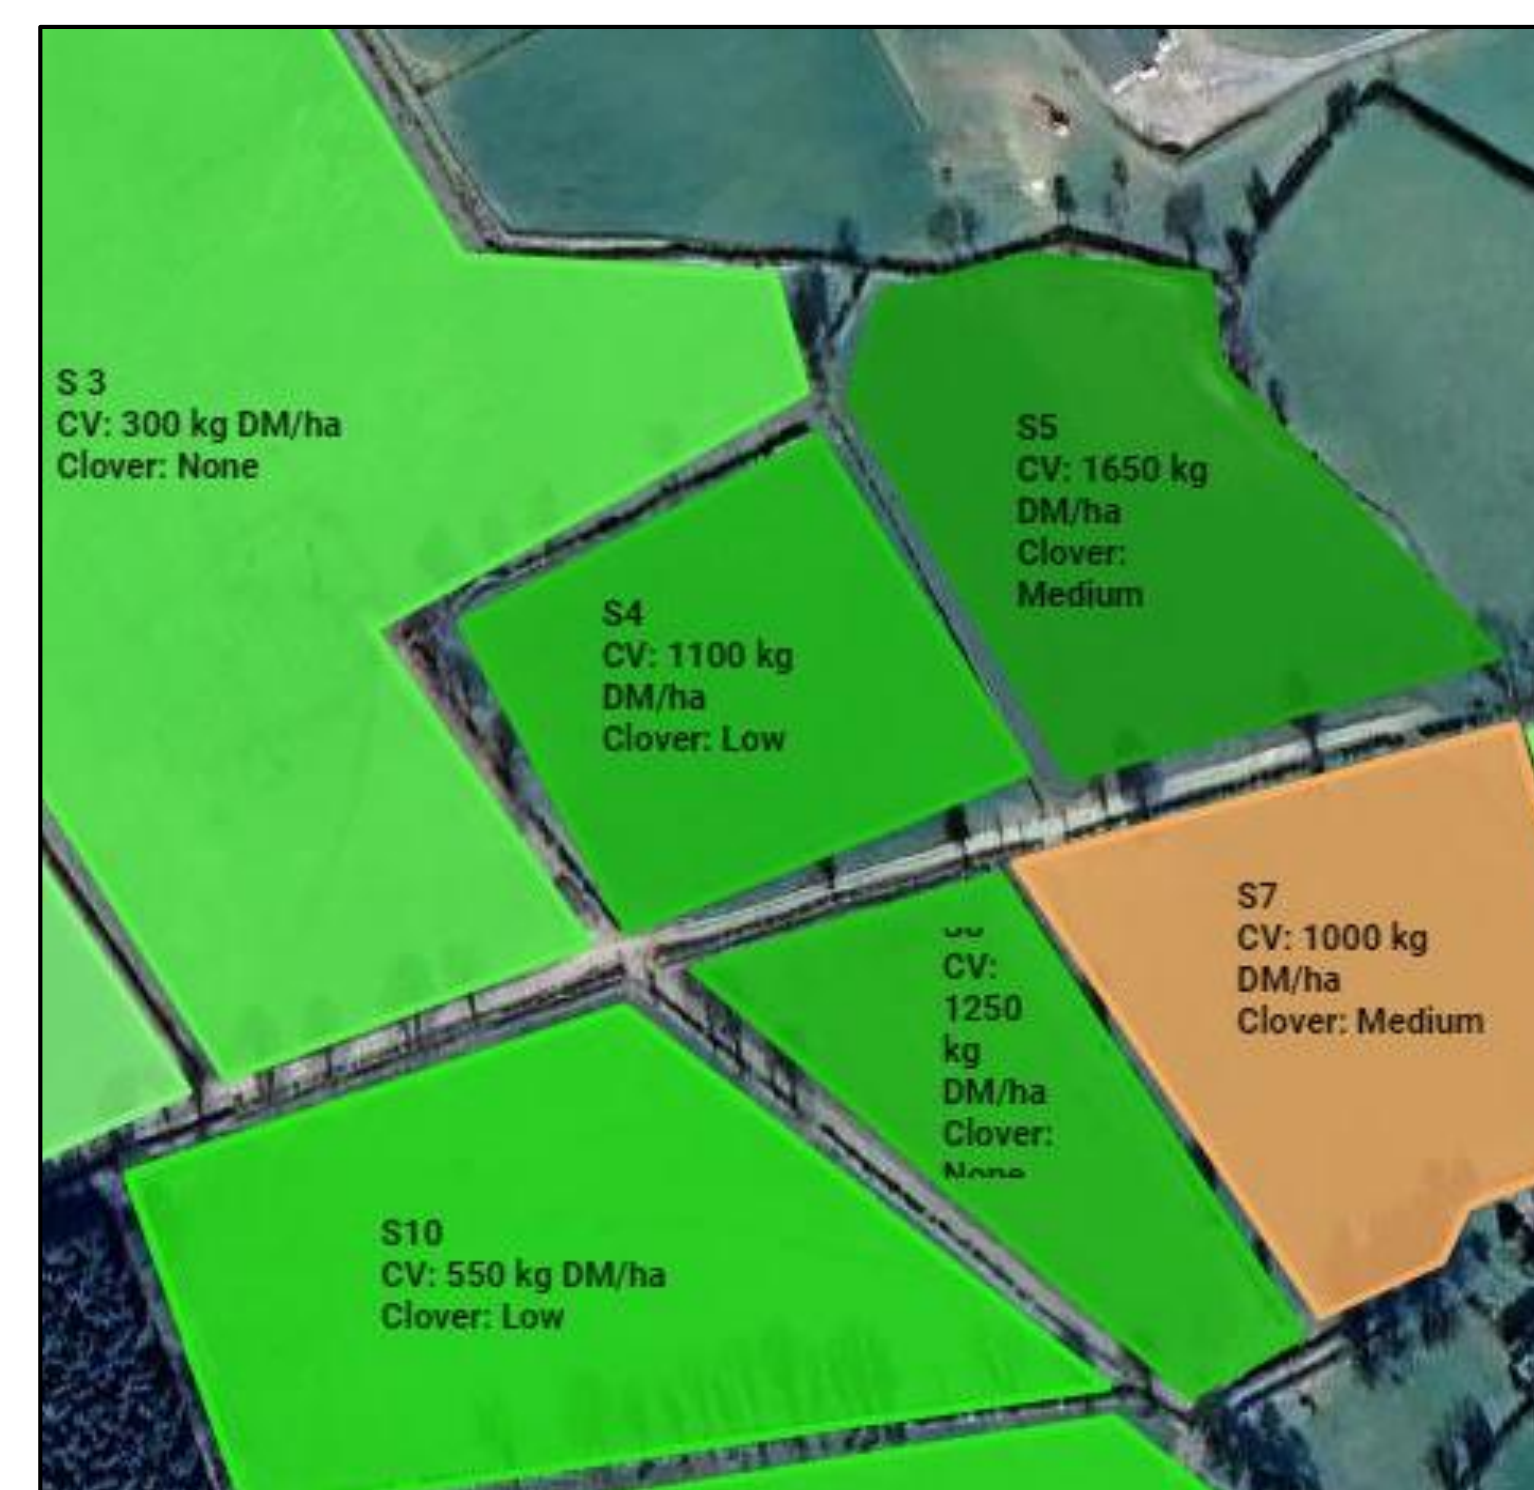 S 3
CV: 300 kg DM/ha
Clover: None
S5
CV: 1650 kg
DM/ha
Clover:
Medium
S4
CV: 1100 kg
DM/ha
Clover: Low
S7
CV: 1000 kg
DM/ha
Clover: Medium
CV:
1250
kg
DM/ha
Clover:
None
S10
CV: 550 kg DM/ha
Clover: Low